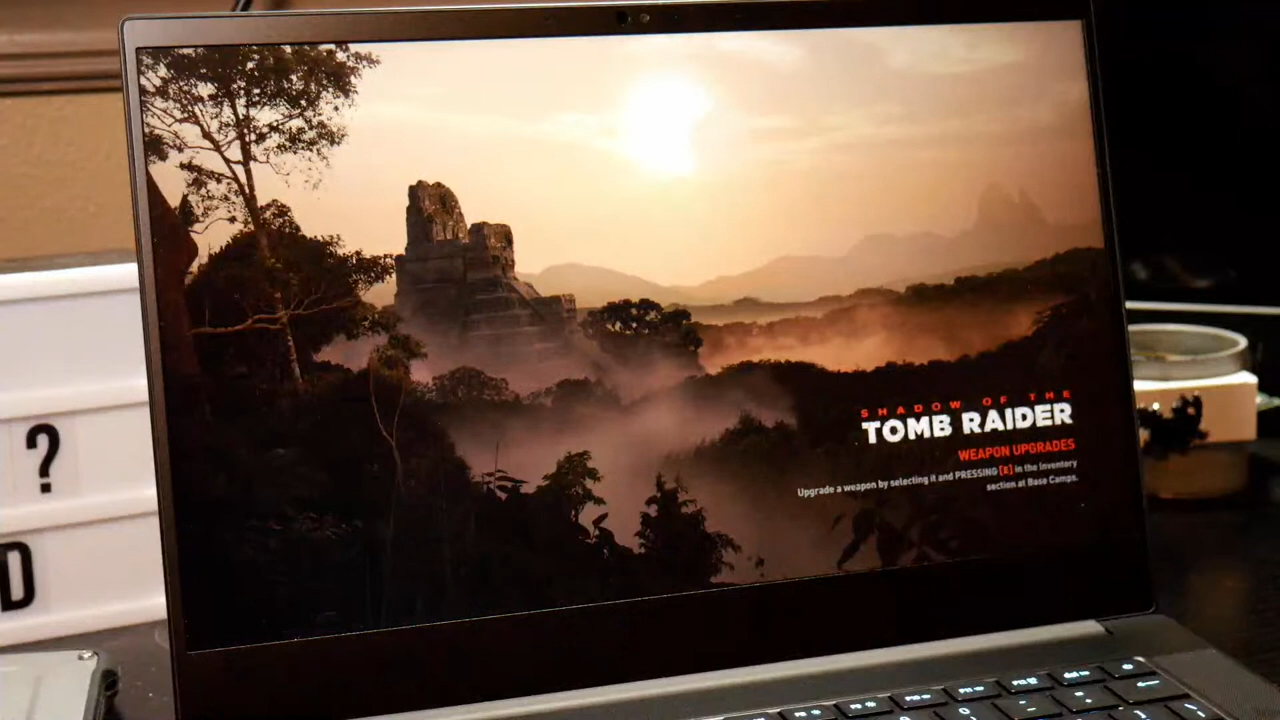 SHADOW OF THE
TOMB RAIDER
WEAPON UPGRADES
Upgrade a weapon by selecting it and PRESSING [E] in the Inventory
section at Base Camps.
?
D